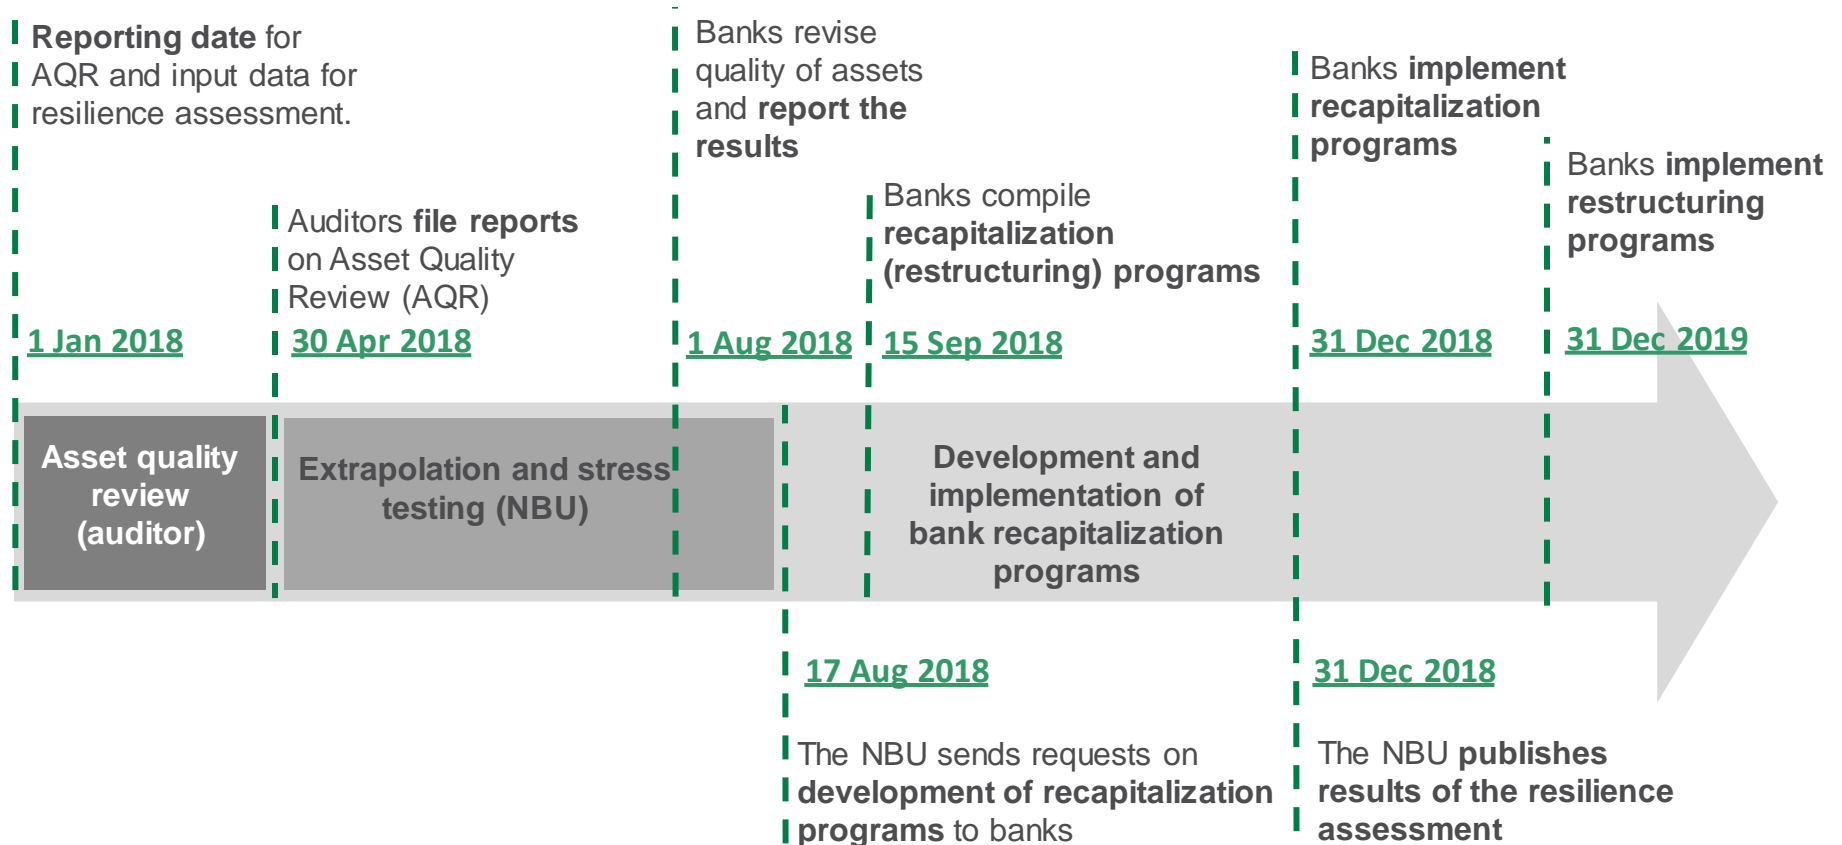 Reporting date for
AQR and input data for
resilience assessment.
1 Jan 2018
Auditors file reports
on Asset Quality
Review (AQR)
30 Apr 2018
Banks revise
quality of assets
and report the
results
1 Aug 2018
Banks compile
recapitalization
(restructuring) programs
15 Sep 2018
Banks implement
recapitalization
programs
31 Dec 2018
Banks implement
restructuring
programs
31 Dec 2019
Asset quality
review
(auditor)
Extrapolation and stress
testing (NBU)
Development and
implementation of
bank recapitalization
programs
17 Aug 2018
The NBU sends requests on
development of recapitalization
programs to banks
31 Dec 2018
The NBU publishes
results of the resilience
assessment